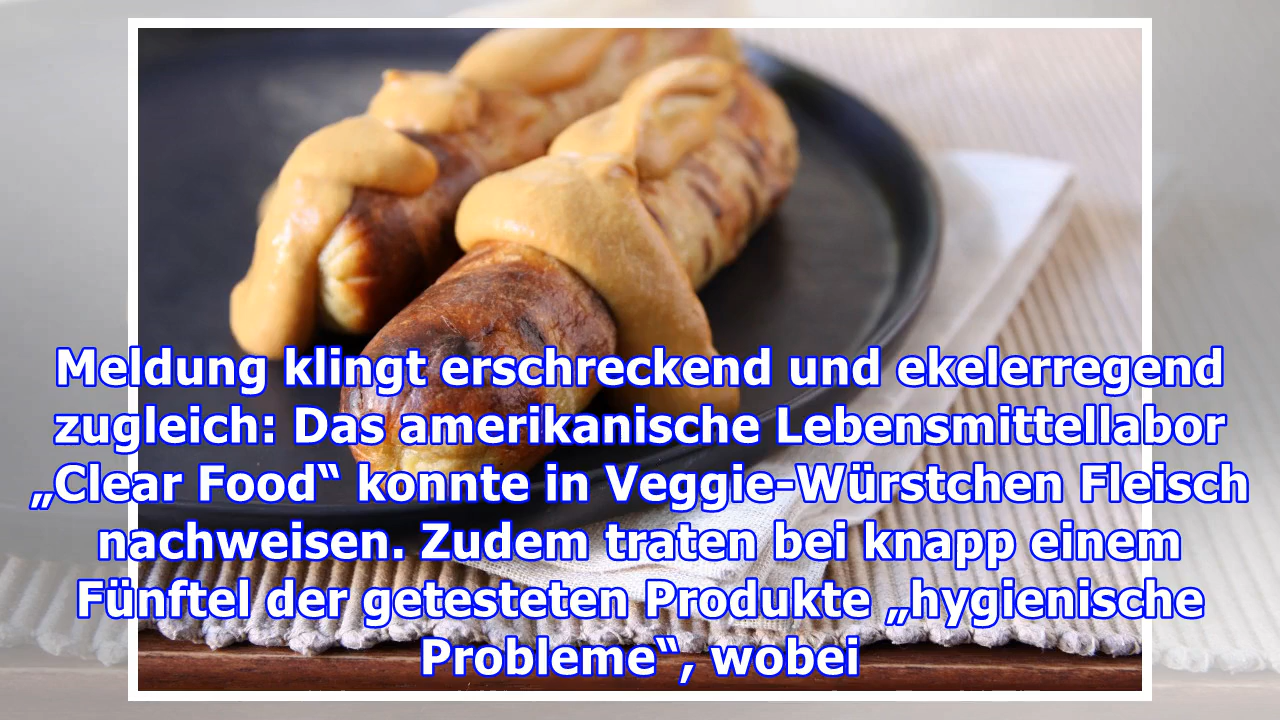 Meldung klingt erschreckend und ekelerregend
zugleich: Das amerikanische Lebensmittellabor
„Clear Food“ konnte in Veggie-Würstchen Fleisch
nachweisen. Zudem traten bei knapp einem
Fünftel der getesteten Produkte „hygienische
Probleme“, wobei